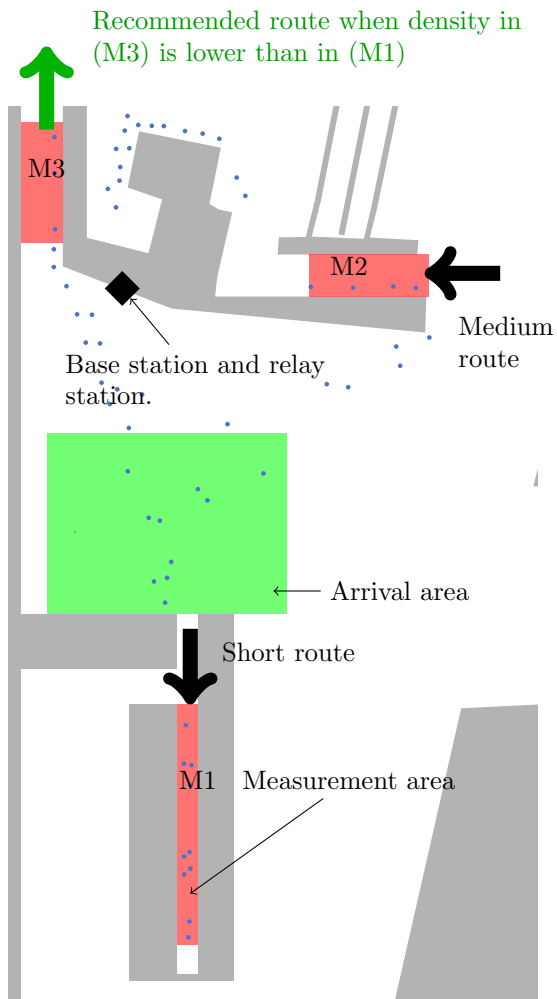 Recommended route when density in
(M3) is lower than in (M1)
M3
M2
Medium
route
Base station and relay
station.
Arrival area
Short route
M1
Measurement area